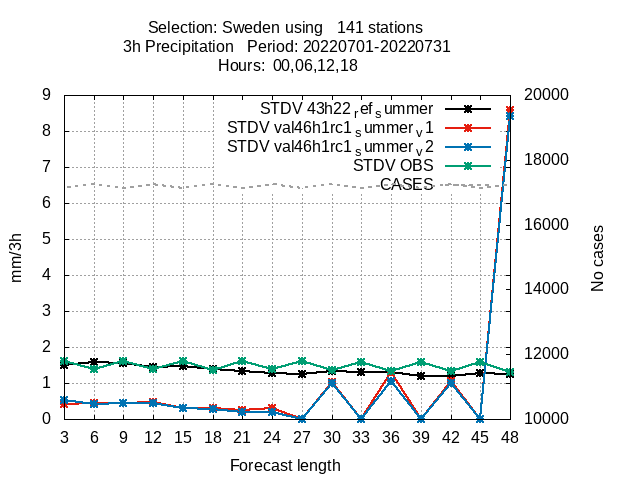 Selection: Sweden using 141 stations
3h Precipitation Period: 20220701-20220731
Hours: 00,06,12,18
STDV 43h22refsummer
STDV val46h1rc1summerv1
STDV val46h1rc1summerv2
STDV OBS
CASES
9
8
7
6
5
4
3
2
1
0
mm/3h
20000
18000
16000
14000
12000
10000
No cases
3 6 9 12 15 18 21 24 27 30 33 36 39 42 45 48
Forecast length